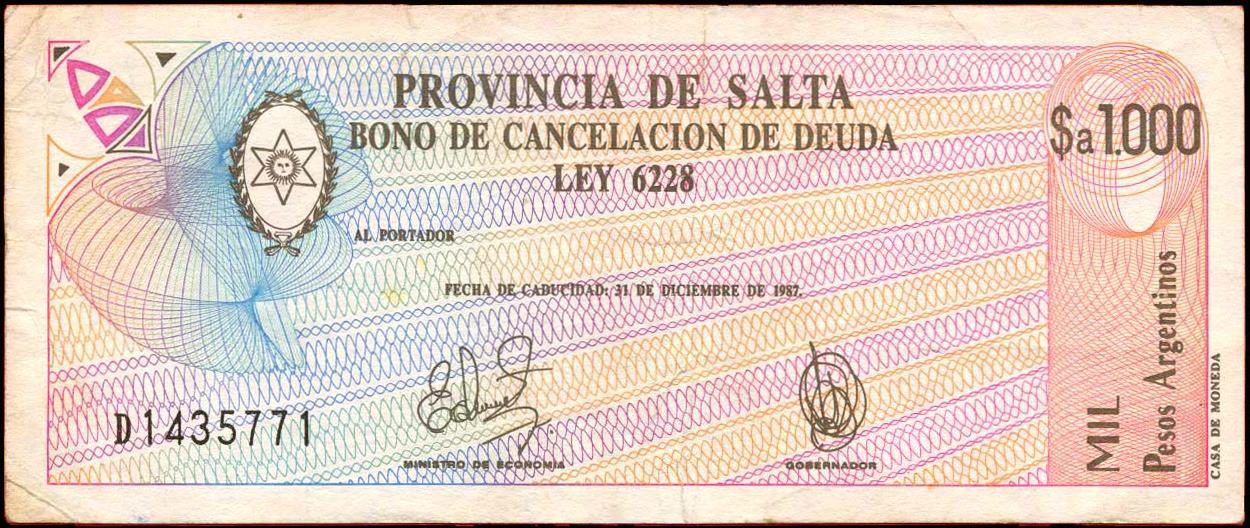 PROVINCIA DE SALTA
BONO DE CANCELACION DE DEUDA
LEY 6228
$a1.000
AL PORTADOR
FECHA DE CADUCIDAD: 31 DE DICIEMBRE DE 1987.
D1435771
MINISTRO DE ECONOMIA
GOBERNADOR
MIL
Pesos Argentinos
CASA DE MONEDA